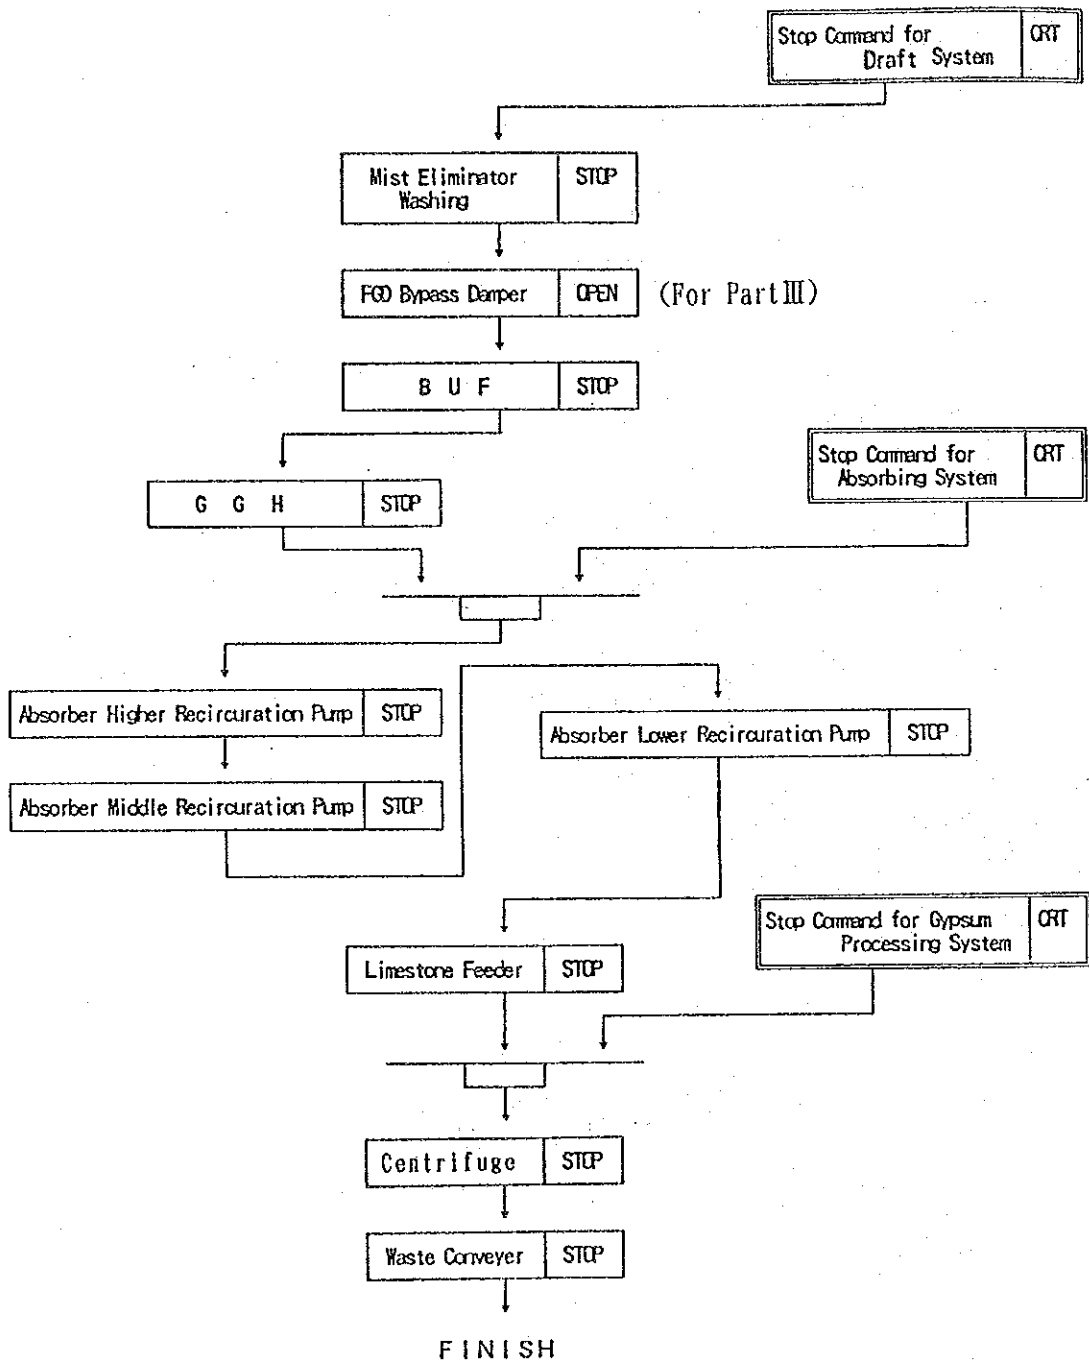 Stop Command for
Draft System
CRT
Mist Eliminator
Washing
STOP
FGD Bypass Damper
OPEN
(For Part III)
B U F
STOP
Stop Command for
Absorbing System
CRT
G G H
STOP
Absorber Higher Recircuration Pump
STOP
Absorber Lower Recircuration Pump
STOP
Absorber Middle Recircuration Pump
STOP
Stop Command for Gypsum
Processing System
CRT
Limestone Feeder
STOP
Centrifuge
STOP
Waste Conveyer
STOP
FINISH